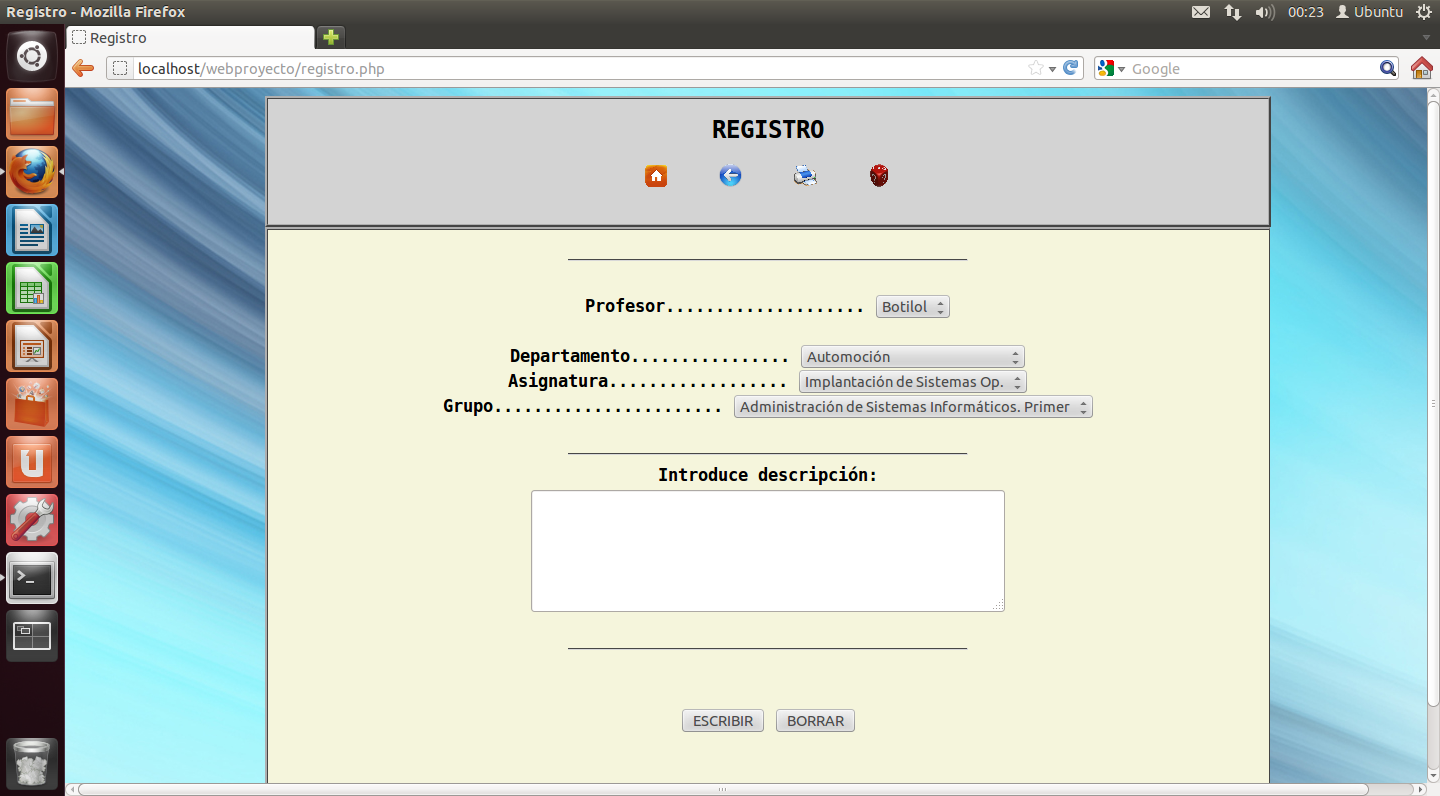 Registro - Mozilla Firefox
00:23 Ubuntu
Registro
localhost/webproyecto/registro.php
Google
REGISTRO
Profesor.................... Botilol
Departamento................ Automoción
Asignatura.................. Implantación de Sistemas Op.
Grupo....................... Administración de Sistemas Informáticos. Primer
Introduce descripción:
ESCRIBIR BORRAR